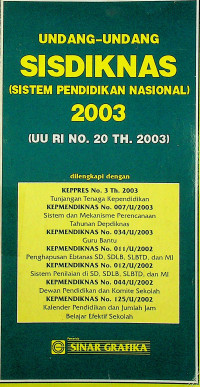 UNDANG-UNDANG
SISDIKNAS
(SISTEM PENDIDIKAN NASIONAL)
2003
(UU RI NO. 20 TH. 2003)
dilengkapi dengan
KEPPRES No. 3 Th. 2003
Tunjangan Tenaga Kependidikan
KEPMENDIKNAS No. 007/U/2003
Sistem dan Mekanisme Perencanaan
Tahunan Depdiknas
KEPMENDIKNAS No. 034/U/2003
Guru Bantu
KEPMENDIKNAS No. 011/U/2002
Penghapusan Ebtanas SD, SDLB, SLBTD, dan MI
KEPMENDIKNAS No. 012/U/2002
Sistem Penilaian di SD, SDLB, SLBTD, dan MI
KEPMENDIKNAS No. 044/U/2002
Dewan Pendidikan dan Komite Sekolah
KEPMENDIKNAS No. 125/U/2002
Kalender Pendidikan dan Jumlah Jam
Belajar Efektif Sekolah
SINAR GRAFIKA